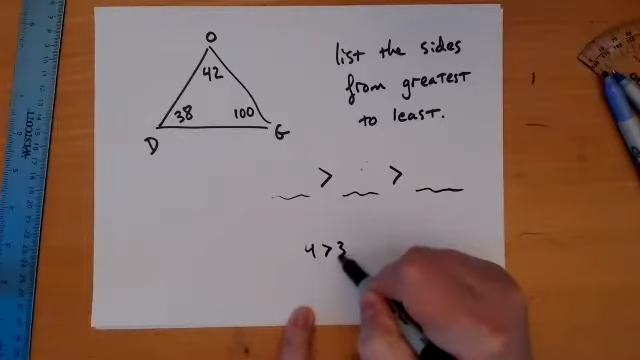 O
42
38
100
D
G
list the sides
from greatest
to least.
> >
4 > 3
WESTCOTT